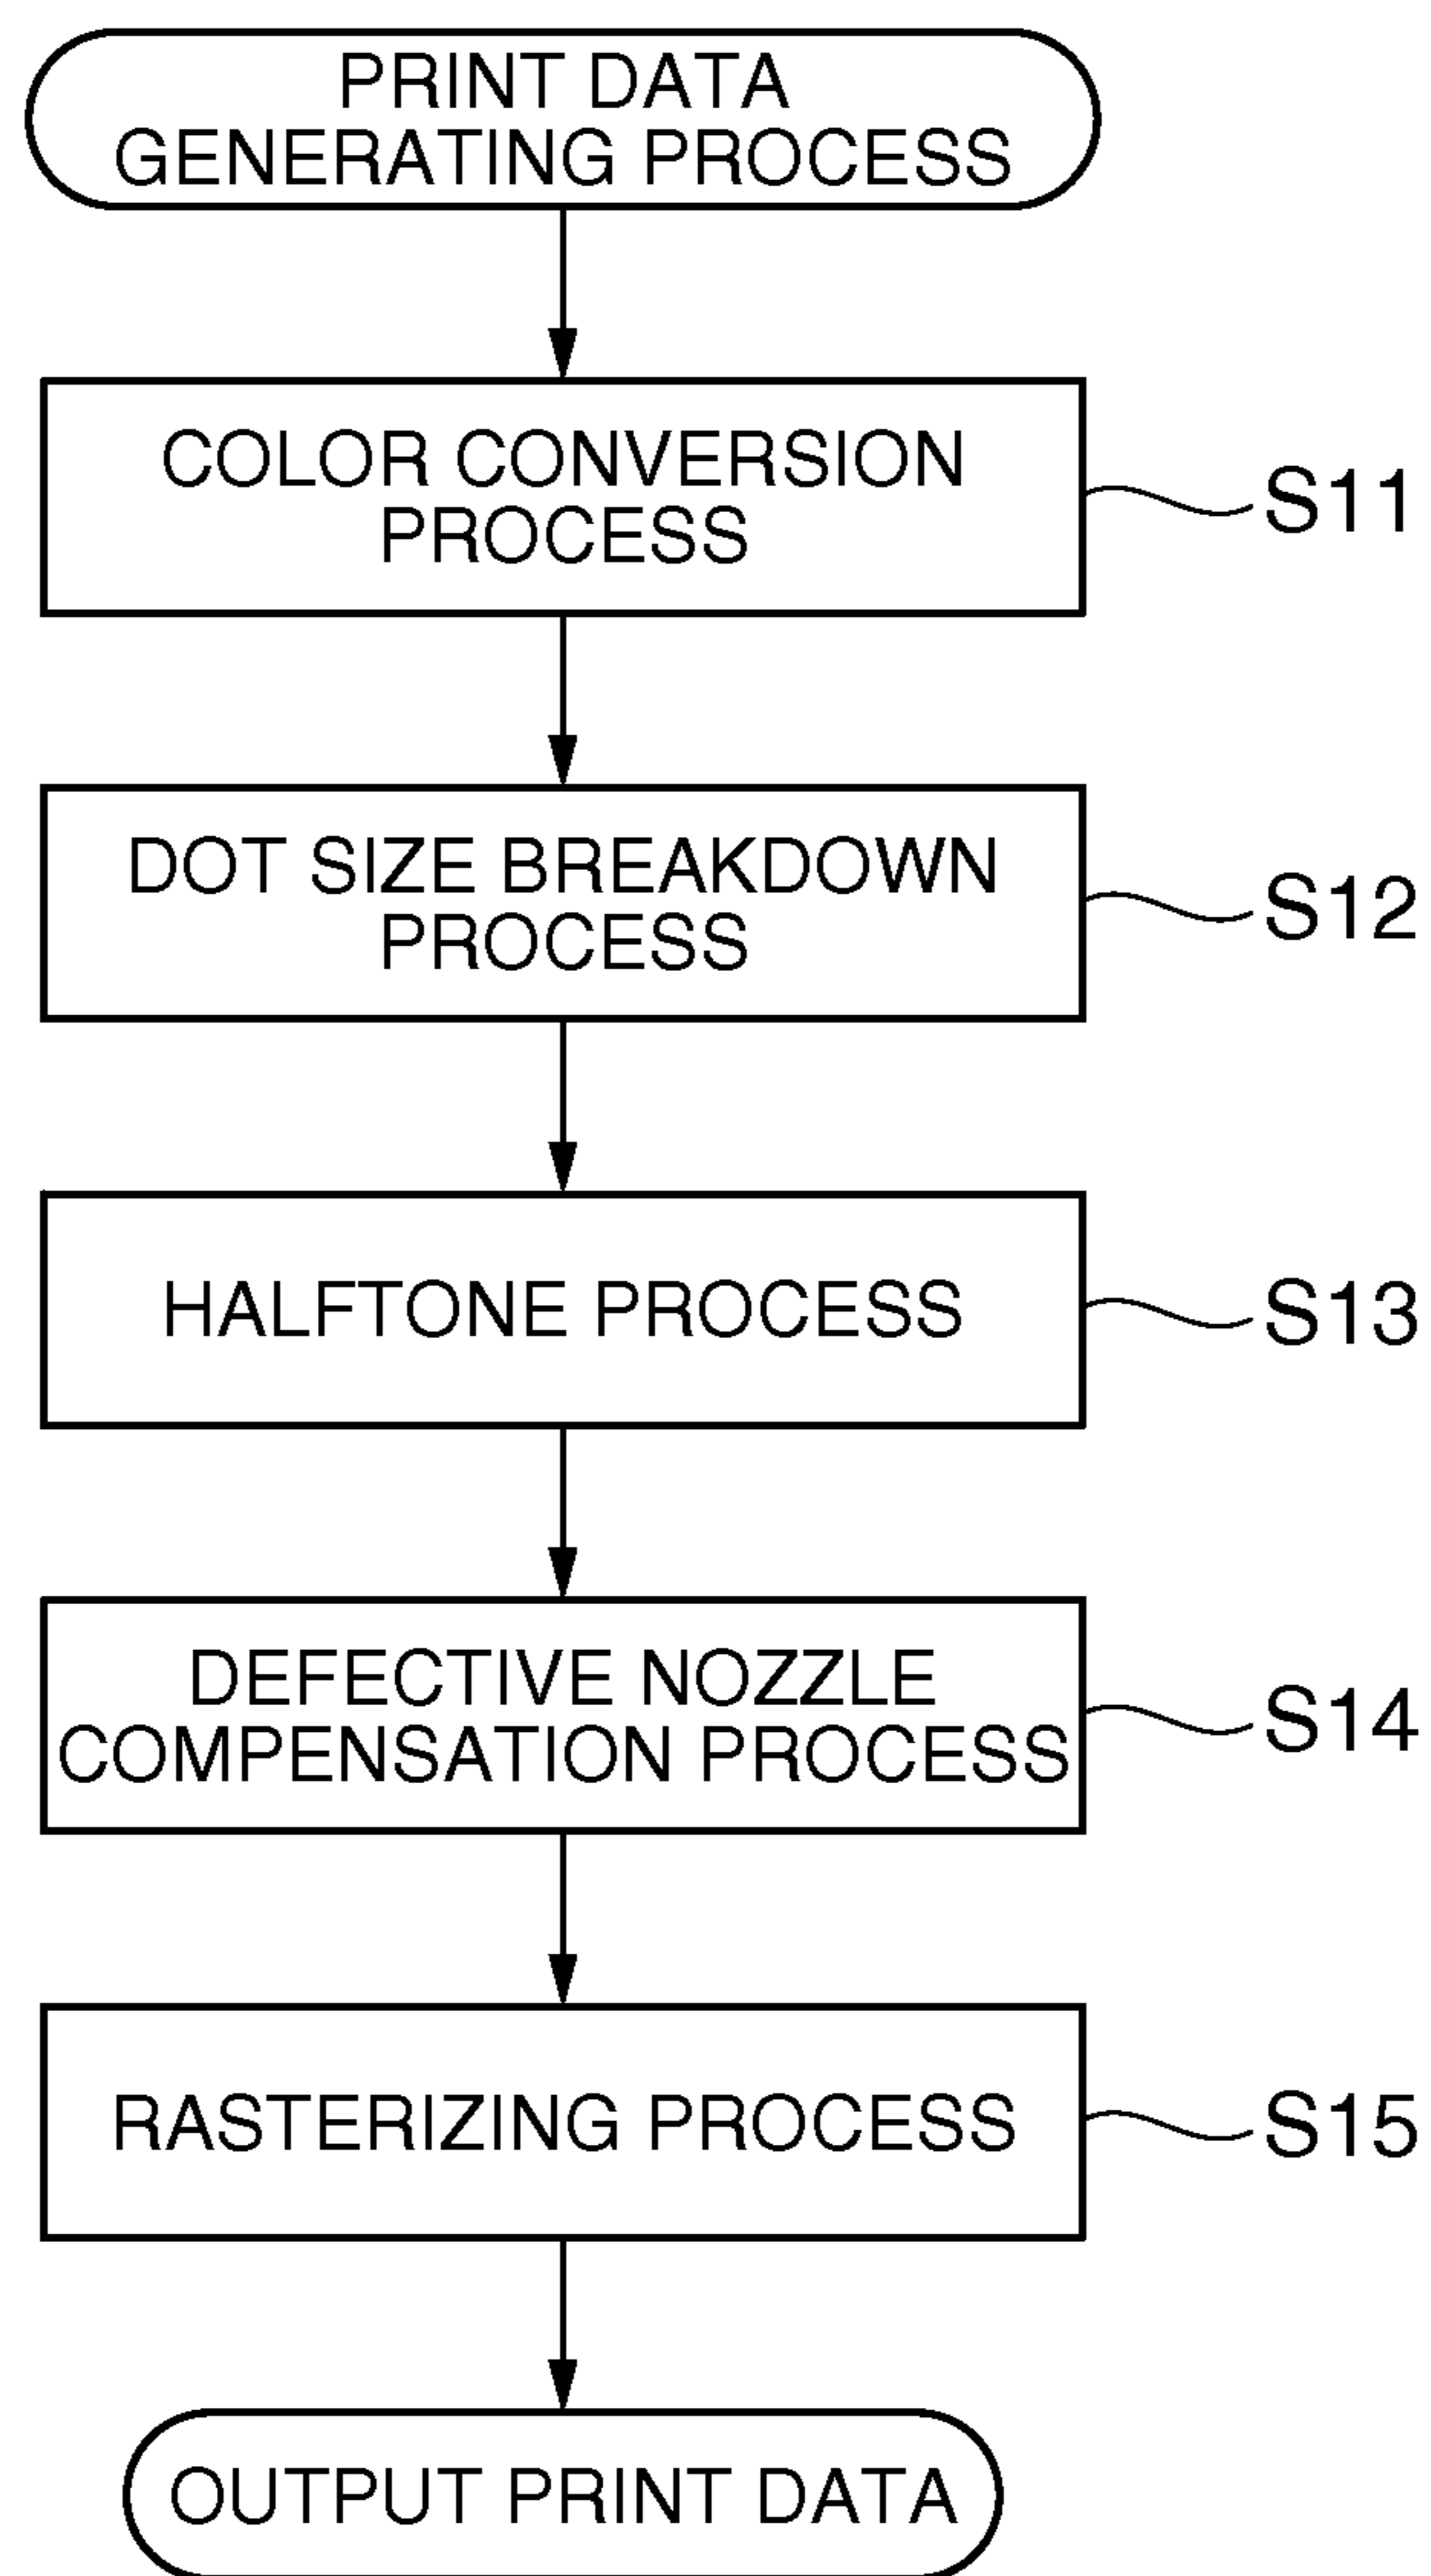 PRINT DATA
GENERATING PROCESS
COLOR CONVERSION
PROCESS
S11
DOT SIZE BREAKDOWN
PROCESS
S12
HALFTONE PROCESS
S13
DEFECTIVE NOZZLE
COMPENSATION PROCESS
S14
RASTERIZING PROCESS
S15
OUTPUT PRINT DATA